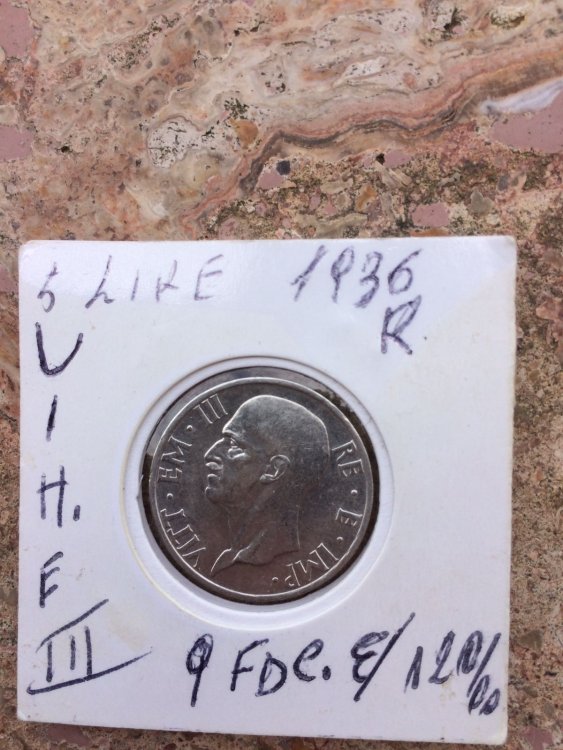 5 LIRE 1936
R
V
I
H.
E
III
VITT·EM·III RE·E·IMP·
9 FDC. E/120/00